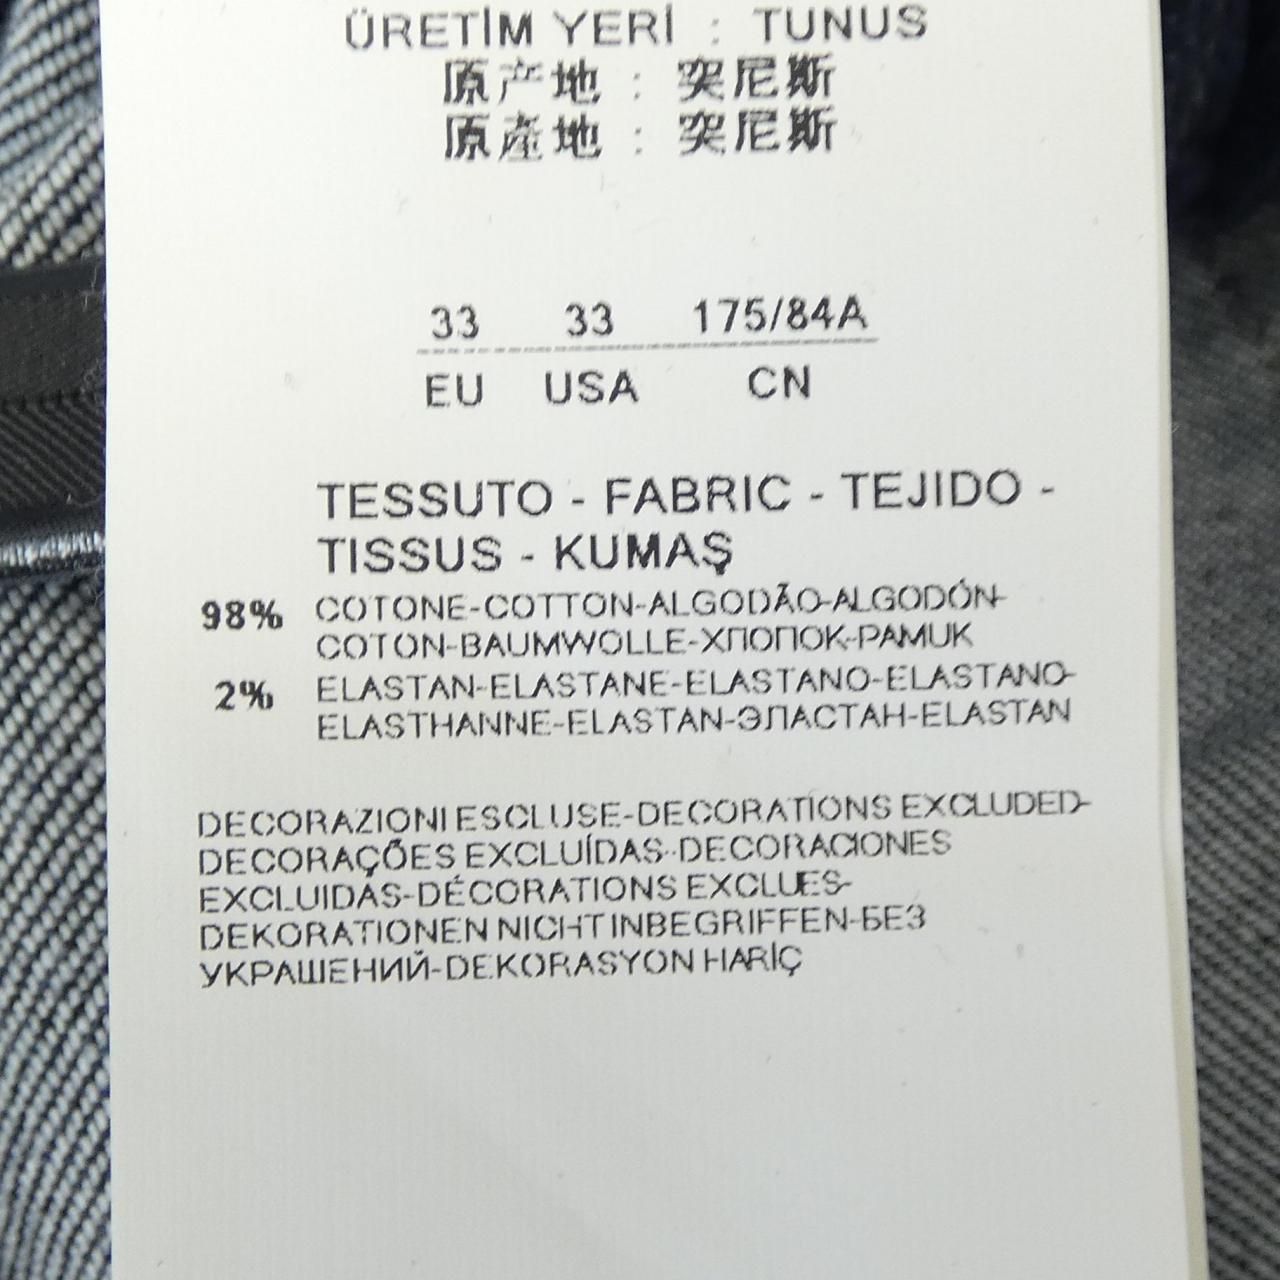 ÜRETİM YERİ : TUNUS
原产地 : 突尼斯
原產地 : 突尼斯
33 33 175/84A
EU USA CN
TESSUTO - FABRIC - TEJIDO -
TISSUS - KUMAŞ
98% COTONE-COTTON-ALGODÃO-ALGODÓN-
COTON-BAUMWOLLE-ХПОПОК-PAMUK
2% ELASTAN-ELASTANE-ELASTANO-ELASTANO-
ELASTHANNE-ELASTAN-ЭЛАСТАН-ELASTAN
DECORAZIONI ESCLUSE-DECORATIONS EXCLUDED-
DECORAÇÕES EXCLUÍDAS-DECORACIONES
EXCLUIDAS-DÉCORATIONS EXCLUES-
DEKORATIONEN NICHT INBEGRIFFEN-БЕЗ
УКРАШЕНИЙ-DEKORASYON HARİÇ